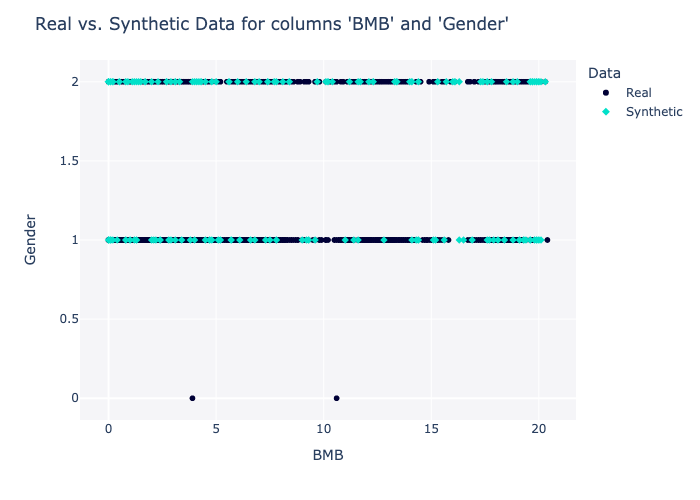 Real vs. Synthetic Data for columns 'BMB' and 'Gender'
Data
Real
Synthetic
2
1.5
1
0.5
0
Gender
0 5 10 15 20
BMB